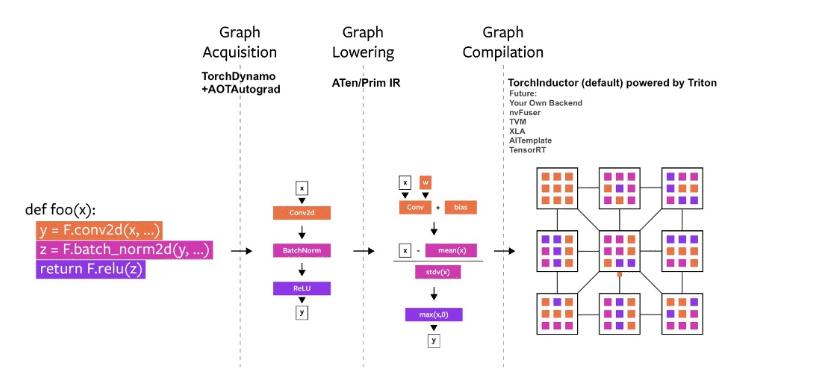 Graph
Acquisition
Graph
Lowering
Graph
Compilation
TorchDynamo
+AOTAutograd
ATen/Prim IR
TorchInductor (default) powered by Triton
Future:
Your Own Backend
nvFuser
TVM
XLA
AITemplate
TensorRT
def foo(x):
y = F.conv2d(x, ...)
z = F.batch_norm2d(y, ...)
return F.relu(z)
x
Conv2d
BatchNorm
ReLU
y
x w
Conv + bias
x - mean(x)
stdv(x)
max(x,0)
y